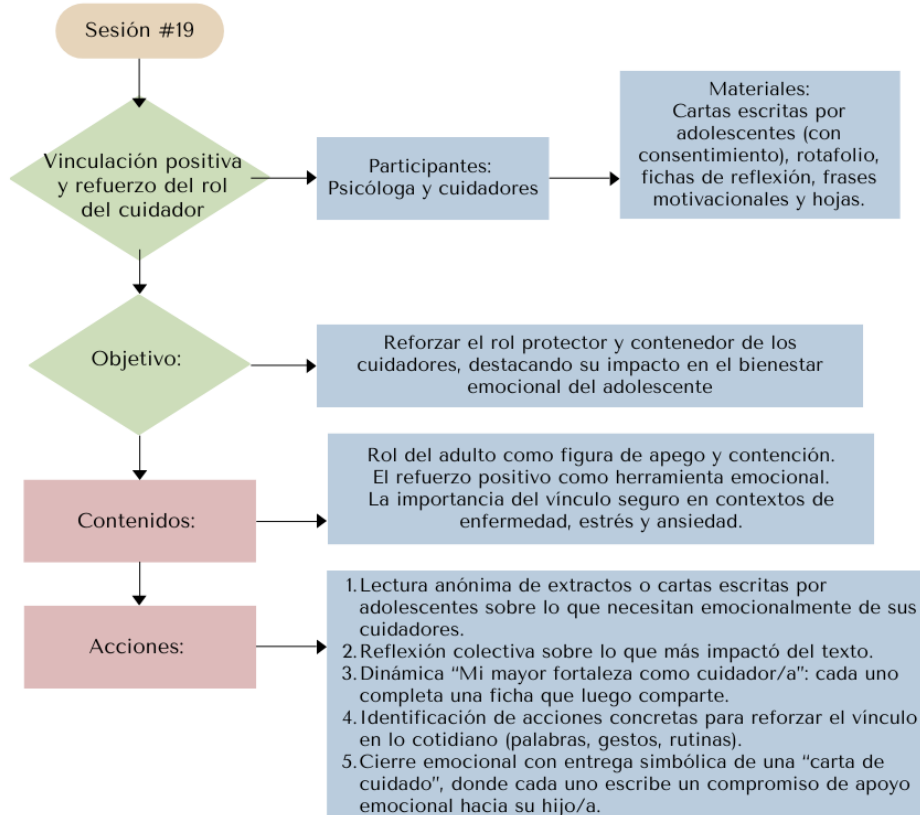 Sesión #19
Vinculación positiva
y refuerzo del rol
del cuidador
Participantes:
Psicóloga y cuidadores
Materiales:
Cartas escritas por
adolescentes (con
consentimiento), rotafolio,
fichas de reflexión, frases
motivacionales y hojas.
Objetivo:
Reforzar el rol protector y contenedor de los
cuidadores, destacando su impacto en el bienestar
emocional del adolescente
Contenidos:
Rol del adulto como figura de apego y contención.
El refuerzo positivo como herramienta emocional.
La importancia del vínculo seguro en contextos de
enfermedad, estrés y ansiedad.
Acciones:
1. Lectura anónima de extractos o cartas escritas por
adolescentes sobre lo que necesitan emocionalmente de sus
cuidadores.
2. Reflexión colectiva sobre lo que más impactó del texto.
3. Dinámica “Mi mayor fortaleza como cuidador/a”: cada uno
completa una ficha que luego comparte.
4. Identificación de acciones concretas para reforzar el vínculo
en lo cotidiano (palabras, gestos, rutinas).
5. Cierre emocional con entrega simbólica de una “carta de
cuidado”, donde cada uno escribe un compromiso de apoyo
emocional hacia su hijo/a.